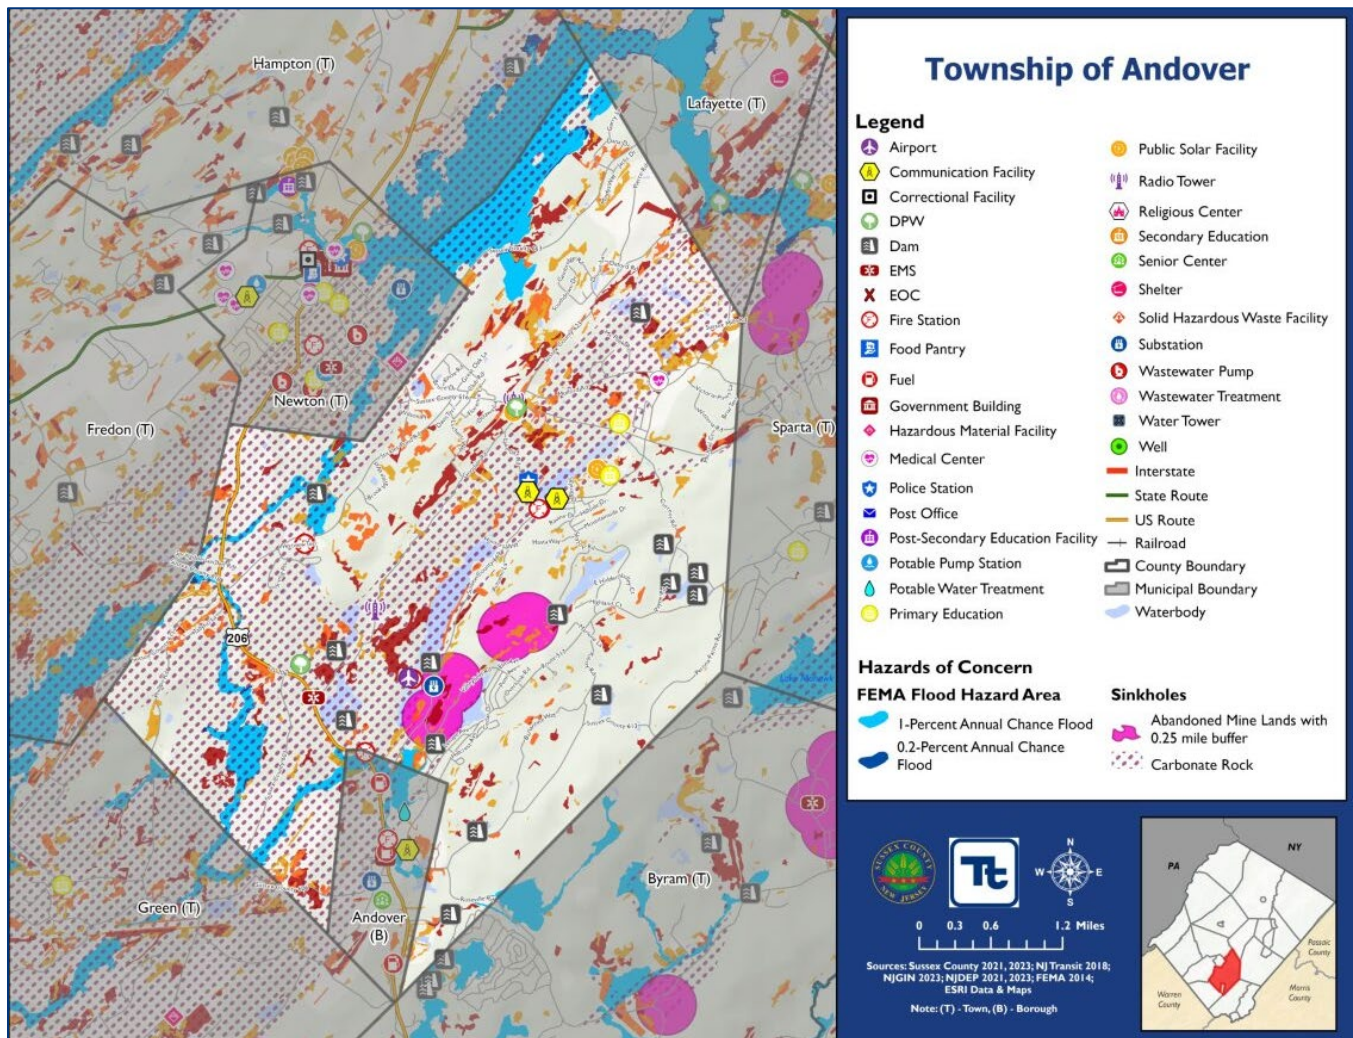 Township of Andover
Legend
Airport
Communication Facility
Correctional Facility
DPW
Dam
EMS
EOC
Fire Station
Food Pantry
Fuel
Government Building
Hazardous Material Facility
Medical Center
Police Station
Post Office
Post-Secondary Education Facility
Potable Pump Station
Potable Water Treatment
Primary Education
Public Solar Facility
Radio Tower
Religious Center
Secondary Education
Senior Center
Shelter
Solid Hazardous Waste Facility
Substation
Wastewater Pump
Wastewater Treatment
Water Tower
Well
Interstate
State Route
US Route
Railroad
County Boundary
Municipal Boundary
Waterbody
Hazards of Concern
FEMA Flood Hazard Area
1-Percent Annual Chance Flood
0.2-Percent Annual Chance
Flood
Sinkholes
Abandoned Mine Lands with
0.25 mile buffer
Carbonate Rock
Hampton (T)
Lafayette (T)
Newton (T)
Fredon (T)
Sparta (T)
206
Lake Mohawk
Byram (T)
Green (T)
Andover
(B)
SUSSEX COUNTY
NEW JERSEY
Tt
N
W
E
S
0 0.3 0.6 1.2 Miles
Sources: Sussex County 2021, 2023; NJ Transit 2018;
NJGIN 2023; NJDEP 2021, 2023; FEMA 2014;
ESRI Data & Maps
Note: (T) - Town, (B) - Borough
PA
NY
Passaic
County
Warren
County
Morris
County